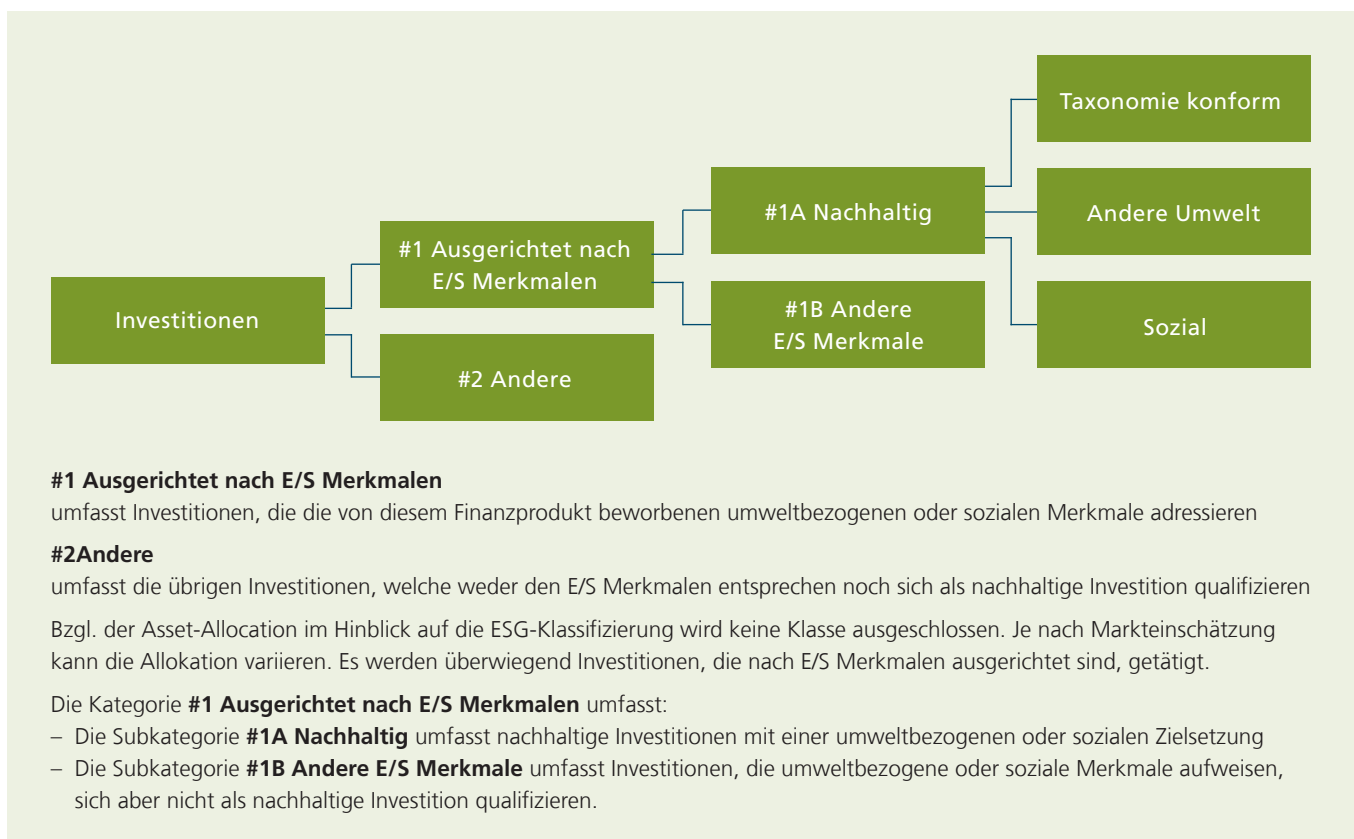 Investitionen
#1 Ausgerichtet nach
E/S Merkmalen
#2 Andere
#1A Nachhaltig
#1B Andere
E/S Merkmale
Taxonomie konform
Andere Umwelt
Sozial
#1 Ausgerichtet nach E/S Merkmalen
umfasst Investitionen, die die von diesem Finanzprodukt beworbenen umweltbezogenen oder sozialen Merkmale adressieren
#2Andere
umfasst die übrigen Investitionen, welche weder den E/S Merkmalen entsprechen noch sich als nachhaltige Investition qualifizieren
Bzgl. der Asset-Allocation im Hinblick auf die ESG-Klassifizierung wird keine Klasse ausgeschlossen. Je nach Markteinschätzung
kann die Allokation variieren. Es werden überwiegend Investitionen, die nach E/S Merkmalen ausgerichtet sind, getätigt.
Die Kategorie #1 Ausgerichtet nach E/S Merkmalen umfasst:
– Die Subkategorie #1A Nachhaltig umfasst nachhaltige Investitionen mit einer umweltbezogenen oder sozialen Zielsetzung
– Die Subkategorie #1B Andere E/S Merkmale umfasst Investitionen, die umweltbezogene oder soziale Merkmale aufweisen,
sich aber nicht als nachhaltige Investition qualifizieren.